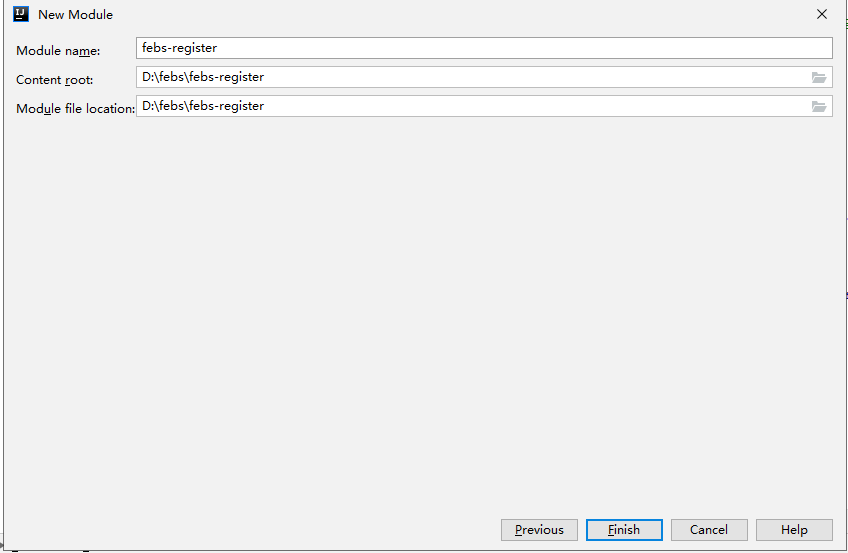 IJ
New Module
Module name: febs-register
Content root: D:\febs\febs-register
Module file location: D:\febs\febs-register
Previous Finish Cancel Help